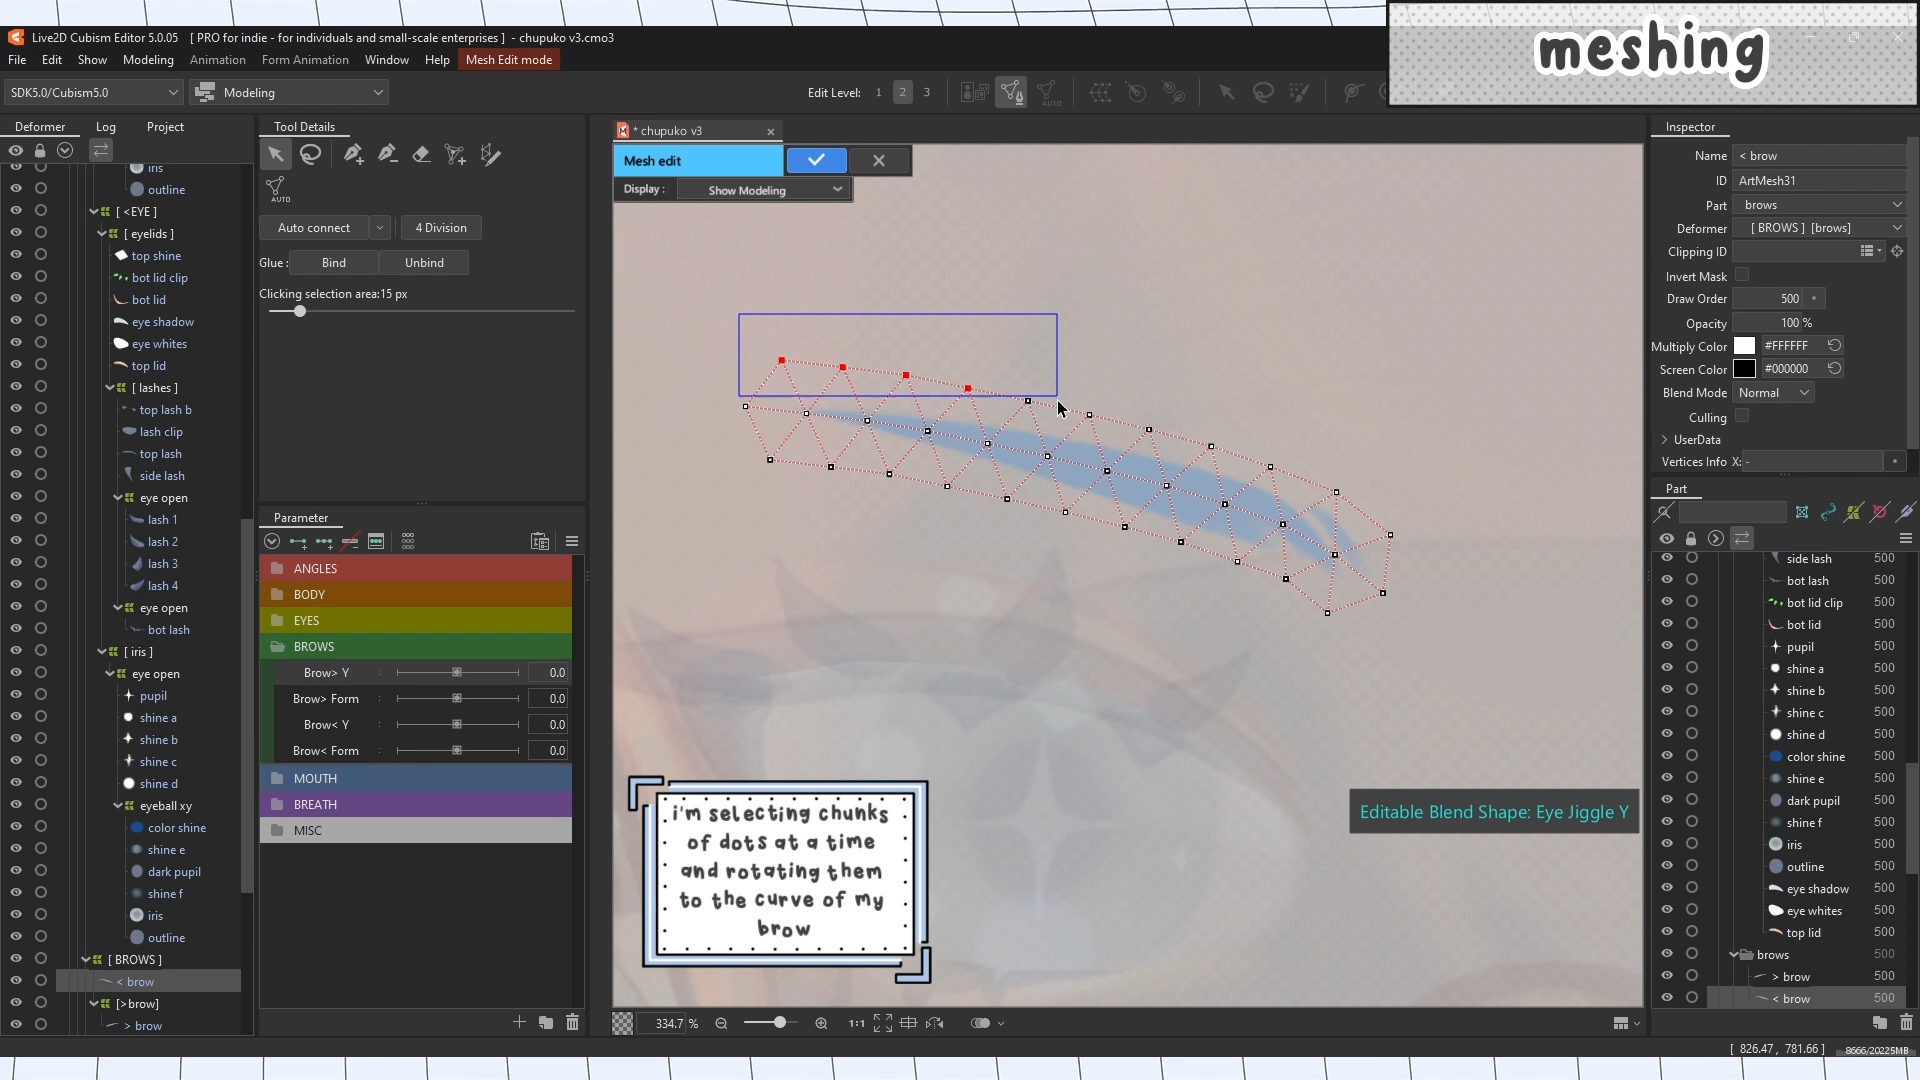 meshing
Live2D Cubism Editor 5.0.05 [ PRO for indie - for individuals and small-scale enterprises ] - chupuko v3.cmo3
File Edit Show Modeling Animation Form Animation Window Help Mesh Edit mode
SDK5.0/Cubism5.0 Modeling Edit Level: 1 2 3
AUTO
Deformer Log Project
iris
outline
[ <EYE ]
[ eyelids ]
top shine
bot lid clip
bot lid
eye shadow
eye whites
top lid
[ lashes ]
top lash b
lash clip
top lash
side lash
eye open
lash 1
lash 2
lash 3
lash 4
eye open
bot lash
[ iris ]
eye open
pupil
shine a
shine b
shine c
shine d
eyeball xy
color shine
shine e
dark pupil
shine f
iris
outline
[ BROWS ]
< brow
[>brow]
> brow
Tool Details
AUTO
Auto connect 4 Division
Glue : Bind Unbind
Clicking selection area:15 px
Parameter
ANGLES
BODY
EYES
BROWS
Brow> Y : 0.0
Brow> Form : 0.0
Brow< Y : 0.0
Brow< Form : 0.0
MOUTH
BREATH
MISC
* chupuko v3
Mesh edit
Display : Show Modeling
i'm selecting chunks
of dots at a time
and rotating them
to the curve of my
brow
Editable Blend Shape: Eye Jiggle Y
334.7 % 1:1
Inspector
Name < brow
ID ArtMesh31
Part brows
Deformer [ BROWS ] [brows]
Clipping ID
Invert Mask
Draw Order 500
Opacity 100 %
Multiply Color #FFFFFF
Screen Color #000000
Blend Mode Normal
Culling
UserData
Vertices Info X: -
Part
side lash 500
bot lash 500
bot lid clip 500
bot lid 500
pupil 500
shine a 500
shine b 500
shine c 500
shine d 500
color shine 500
shine e 500
dark pupil 500
shine f 500
iris 500
outline 500
eye shadow 500
eye whites 500
top lid 500
brows 500
> brow 500
< brow 500
[ 826.47 , 781.66 ] 8666/20225MB